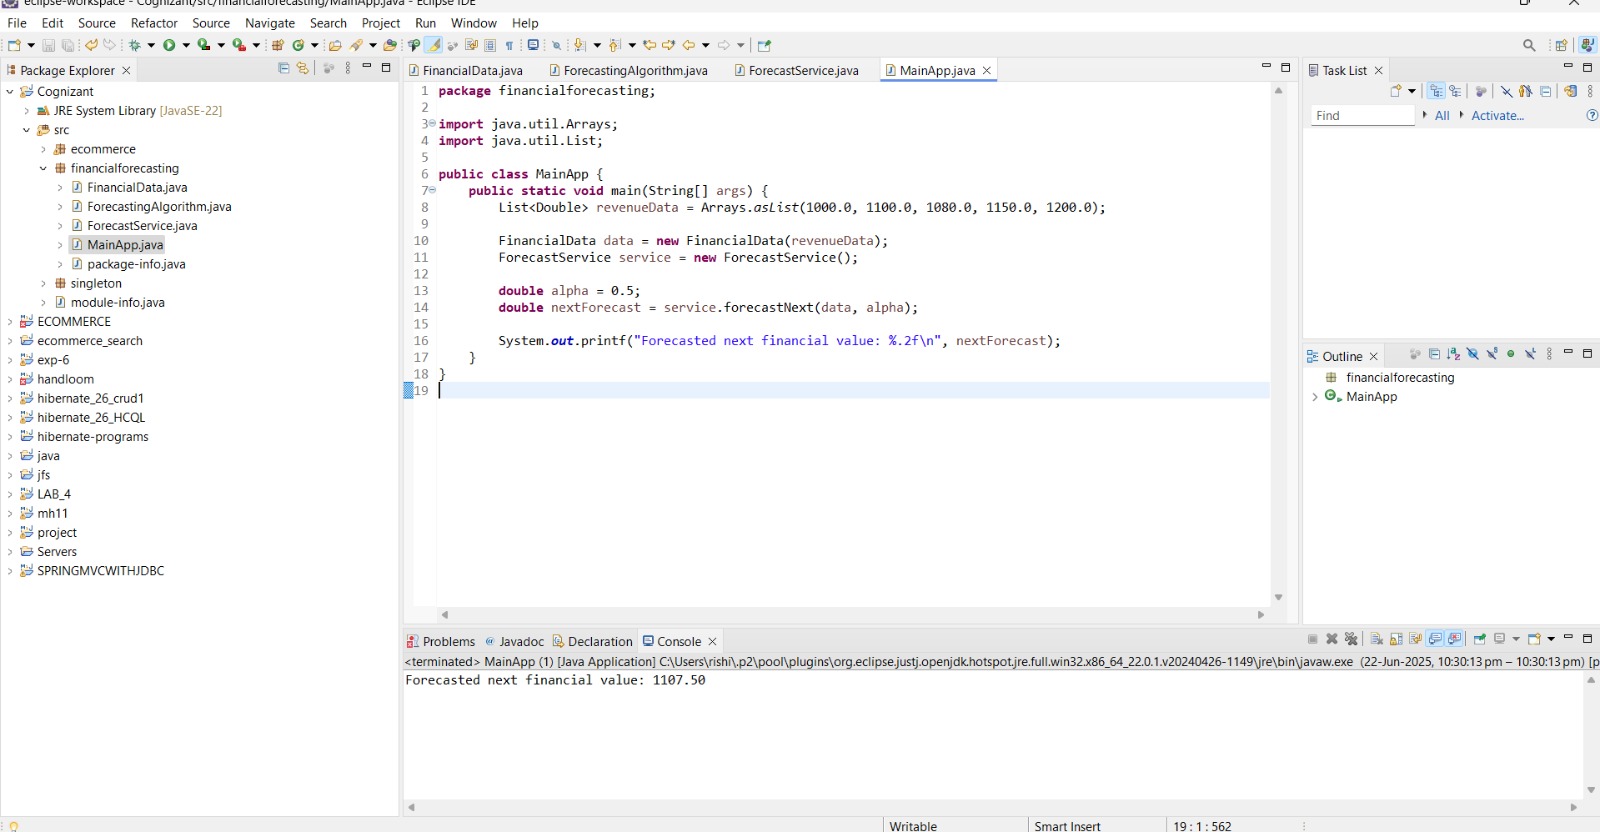 eclipse-workspace - Cognizant/src/financialforecasting/MainApp.java - Eclipse IDE
File Edit Source Refactor Source Navigate Search Project Run Window Help
Package Explorer
Cognizant
JRE System Library [JavaSE-22]
src
ecommerce
financialforecasting
FinancialData.java
ForecastingAlgorithm.java
ForecastService.java
MainApp.java
package-info.java
singleton
module-info.java
ECOMMERCE
ecommerce_search
exp-6
handloom
hibernate_26_crud1
hibernate_26_HCQL
hibernate-programs
java
jfs
LAB_4
mh11
project
Servers
SPRINGMVCWITHJDBC
FinancialData.java ForecastingAlgorithm.java ForecastService.java MainApp.java
1 package financialforecasting;
2
3 import java.util.Arrays;
4 import java.util.List;
5
6 public class MainApp {
7 public static void main(String[] args) {
8 List<Double> revenueData = Arrays.asList(1000.0, 1100.0, 1080.0, 1150.0, 1200.0);
9
10 FinancialData data = new FinancialData(revenueData);
11 ForecastService service = new ForecastService();
12
13 double alpha = 0.5;
14 double nextForecast = service.forecastNext(data, alpha);
15
16 System.out.printf("Forecasted next financial value: %.2f\n", nextForecast);
17 }
18 }
19
Task List
Find All Activate...
Outline
financialforecasting
MainApp
Problems Javadoc Declaration Console
<terminated> MainApp (1) [Java Application] C:\Users\rishi\.p2\pool\plugins\org.eclipse.justj.openjdk.hotspot.jre.full.win32.x86_64_22.0.1.v20240426-1149\jre\bin\javaw.exe (22-Jun-2025, 10:30:13 pm – 10:30:13 pm) [p
Forecasted next financial value: 1107.50
Writable Smart Insert 19 : 1 : 562